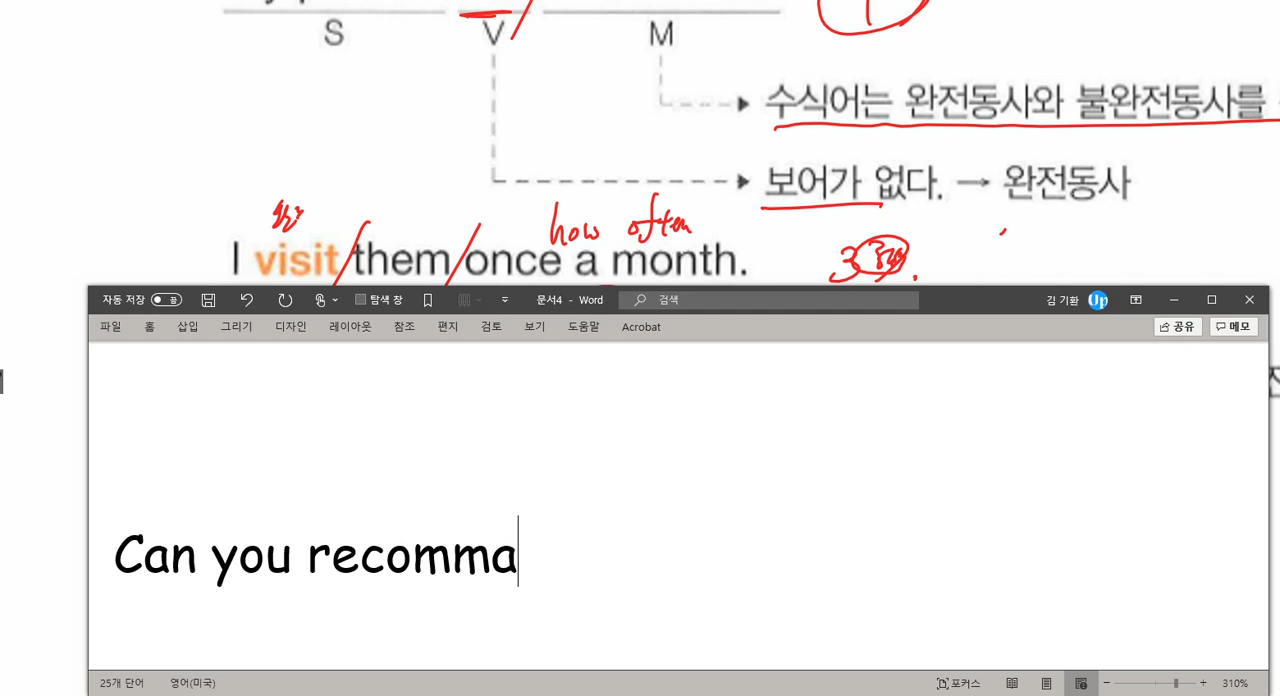 S V M
수식어는 완전동사와 불완전동사를
보어가 없다. → 완전동사
how often
I visit them once a month.
자동 저장 끔 탐색 창 문서4 - Word 검색 김 기환 Up
파일 홈 삽입 그리기 디자인 레이아웃 참조 편지 검토 보기 도움말 Acrobat 공유 메모
Can you recomma
25개 단어 영어(미국) 포커스 310%